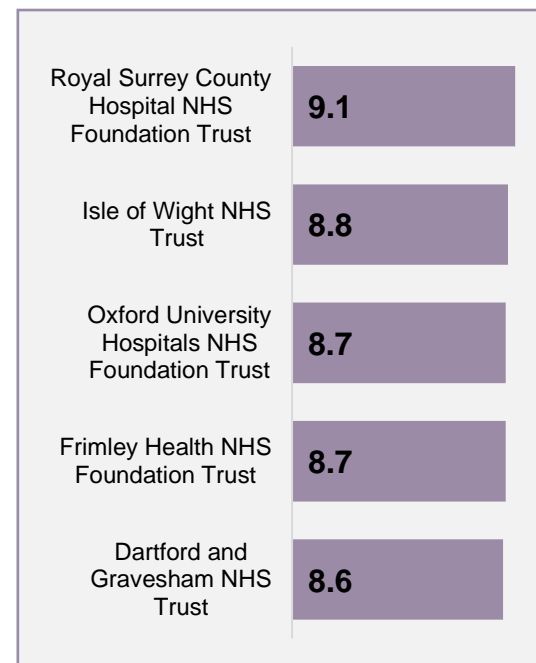 Royal Surrey County
Hospital NHS
Foundation Trust
9.1
Isle of Wight NHS
Trust
8.8
Oxford University
Hospitals NHS
Foundation Trust
8.7
Frimley Health NHS
Foundation Trust
8.7
Dartford and
Gravesham NHS
Trust
8.6